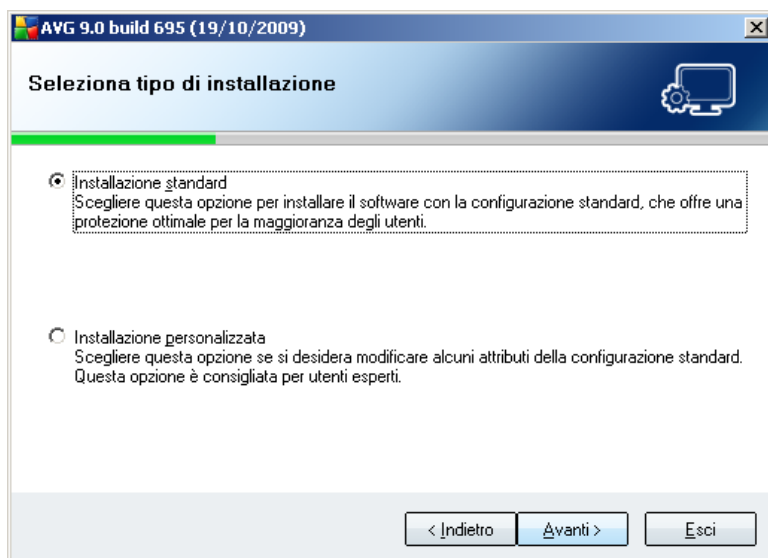 AVG 9.0 build 695 (19/10/2009)
Seleziona tipo di installazione
Installazione standard
Scegliere questa opzione per installare il software con la configurazione standard, che offre una
protezione ottimale per la maggioranza degli utenti.
Installazione personalizzata
Scegliere questa opzione se si desidera modificare alcuni attributi della configurazione standard.
Questa opzione è consigliata per utenti esperti.
< Indietro Avanti > Esci